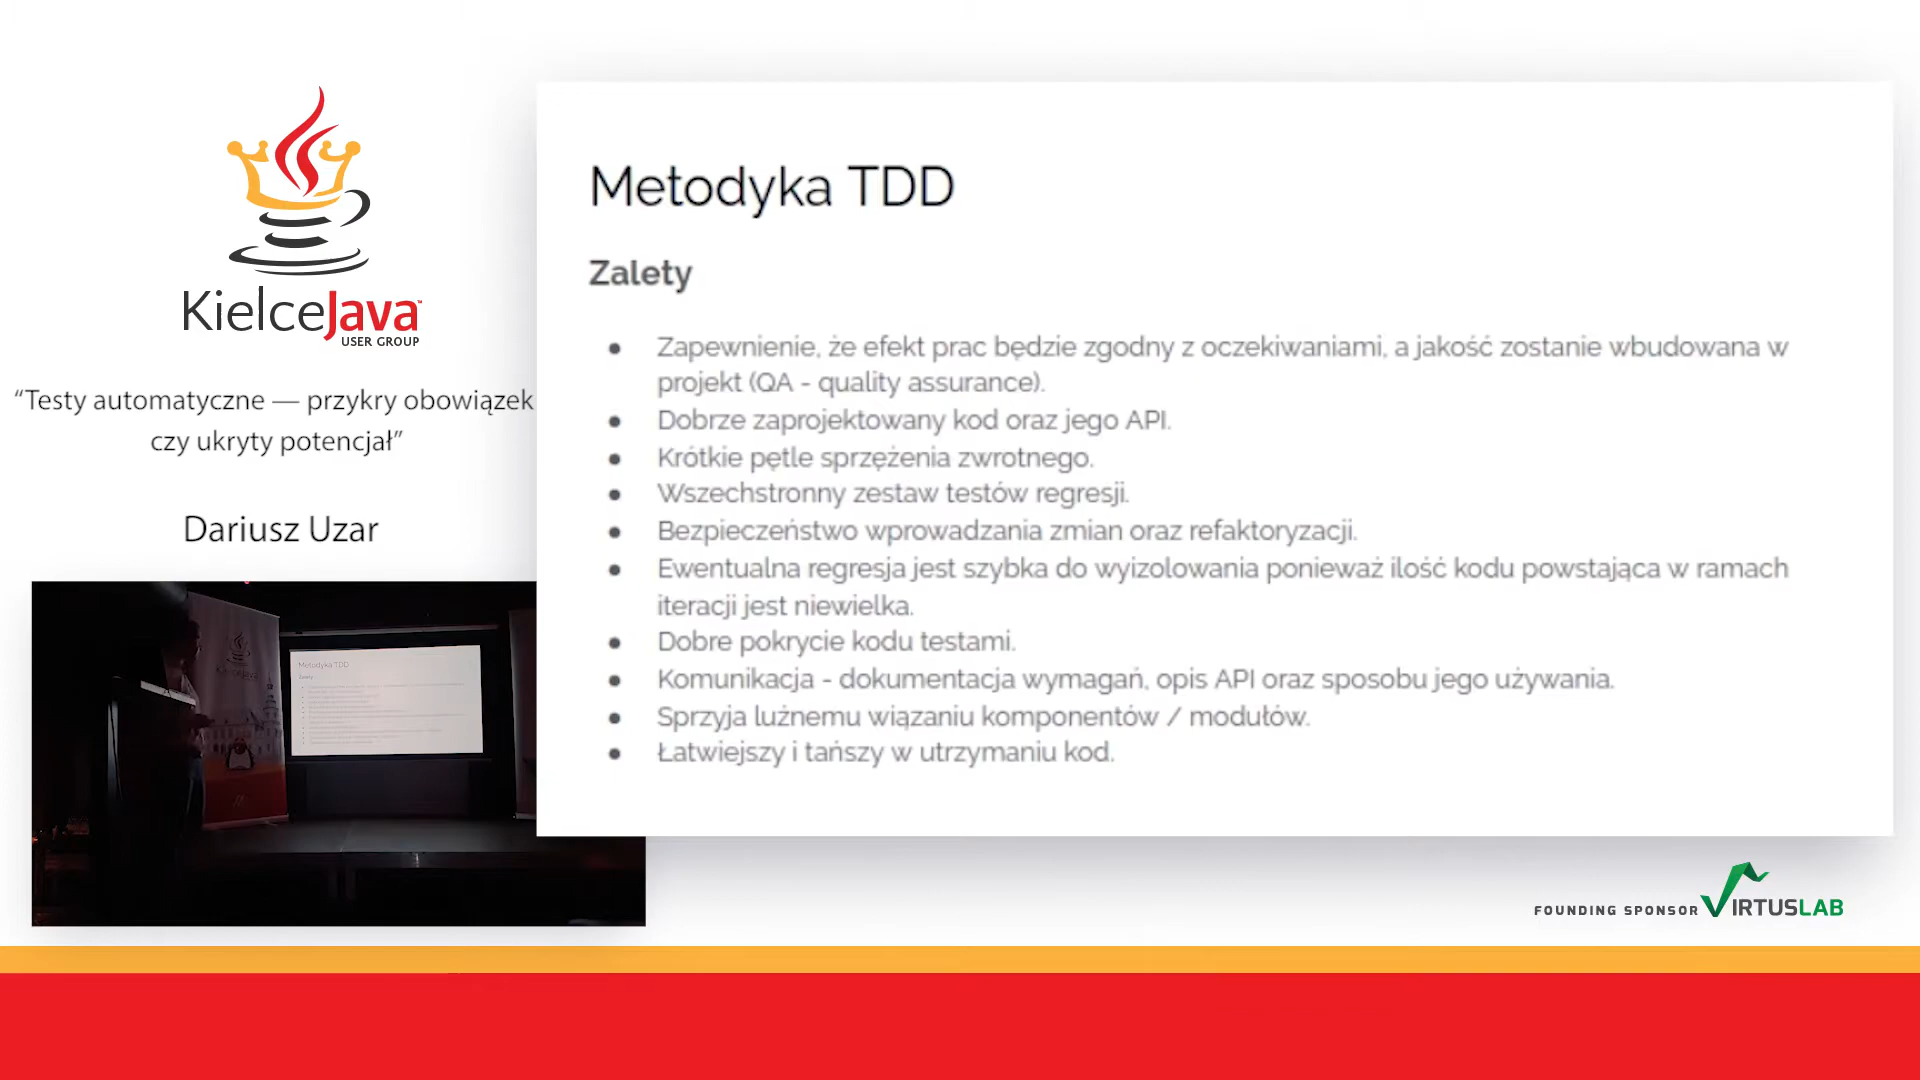 KielceJava™
USER GROUP
“Testy automatyczne — przykry obowiązek
czy ukryty potencjał”
Dariusz Uzar
Metodyka TDD
Zalety
● Zapewnienie, że efekt prac będzie zgodny z oczekiwaniami, a jakość zostanie wbudowana w
projekt (QA - quality assurance).
● Dobrze zaprojektowany kod oraz jego API.
● Krótkie pętle sprzężenia zwrotnego.
● Wszechstronny zestaw testów regresji.
● Bezpieczeństwo wprowadzania zmian oraz refaktoryzacji.
● Ewentualna regresja jest szybka do wyizolowania ponieważ ilość kodu powstająca w ramach
iteracji jest niewielka.
● Dobre pokrycie kodu testami.
● Komunikacja - dokumentacja wymagań, opis API oraz sposobu jego używania.
● Sprzyja luźnemu wiązaniu komponentów / modułów.
● Łatwiejszy i tańszy w utrzymaniu kod.
Metodyka TDD
Zalety
FOUNDING SPONSOR VIRTUSLAB